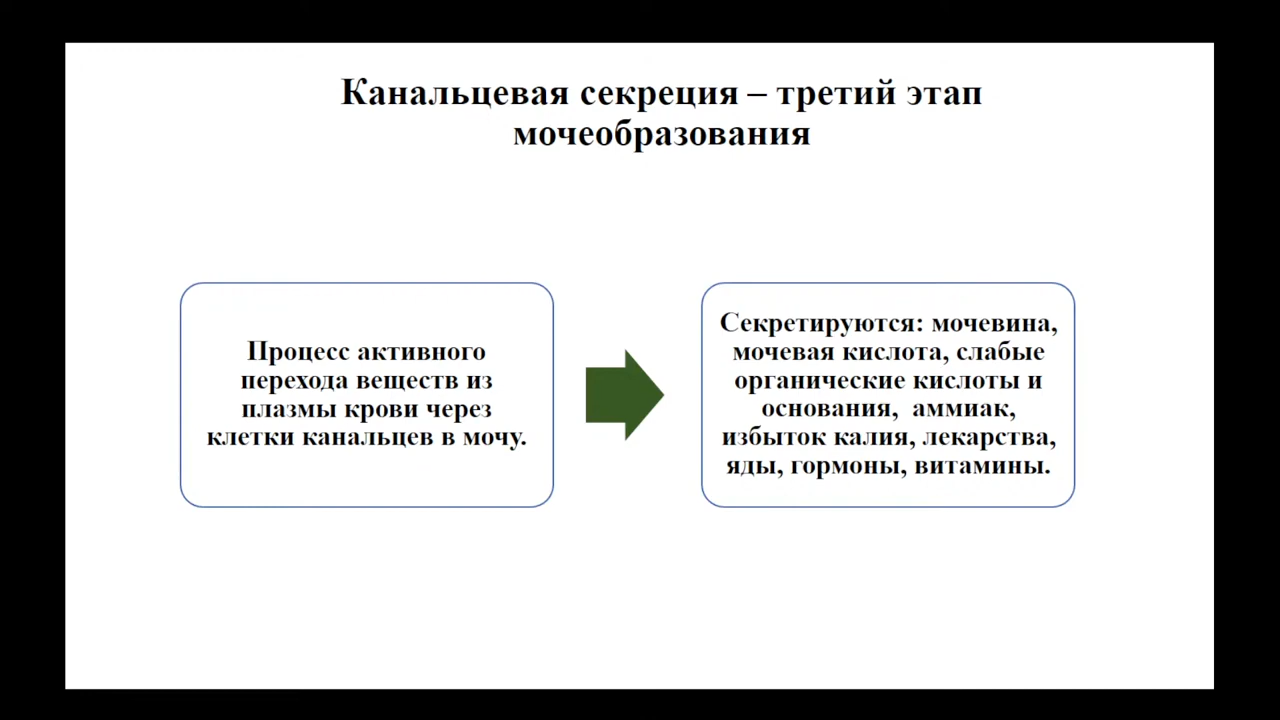 Канальцевая секреция – третий этап
мочеобразования
Процесс активного
перехода веществ из
плазмы крови через
клетки канальцев в мочу.
Секретируются: мочевина,
мочевая кислота, слабые
органические кислоты и
основания, аммиак,
избыток калия, лекарства,
яды, гормоны, витамины.